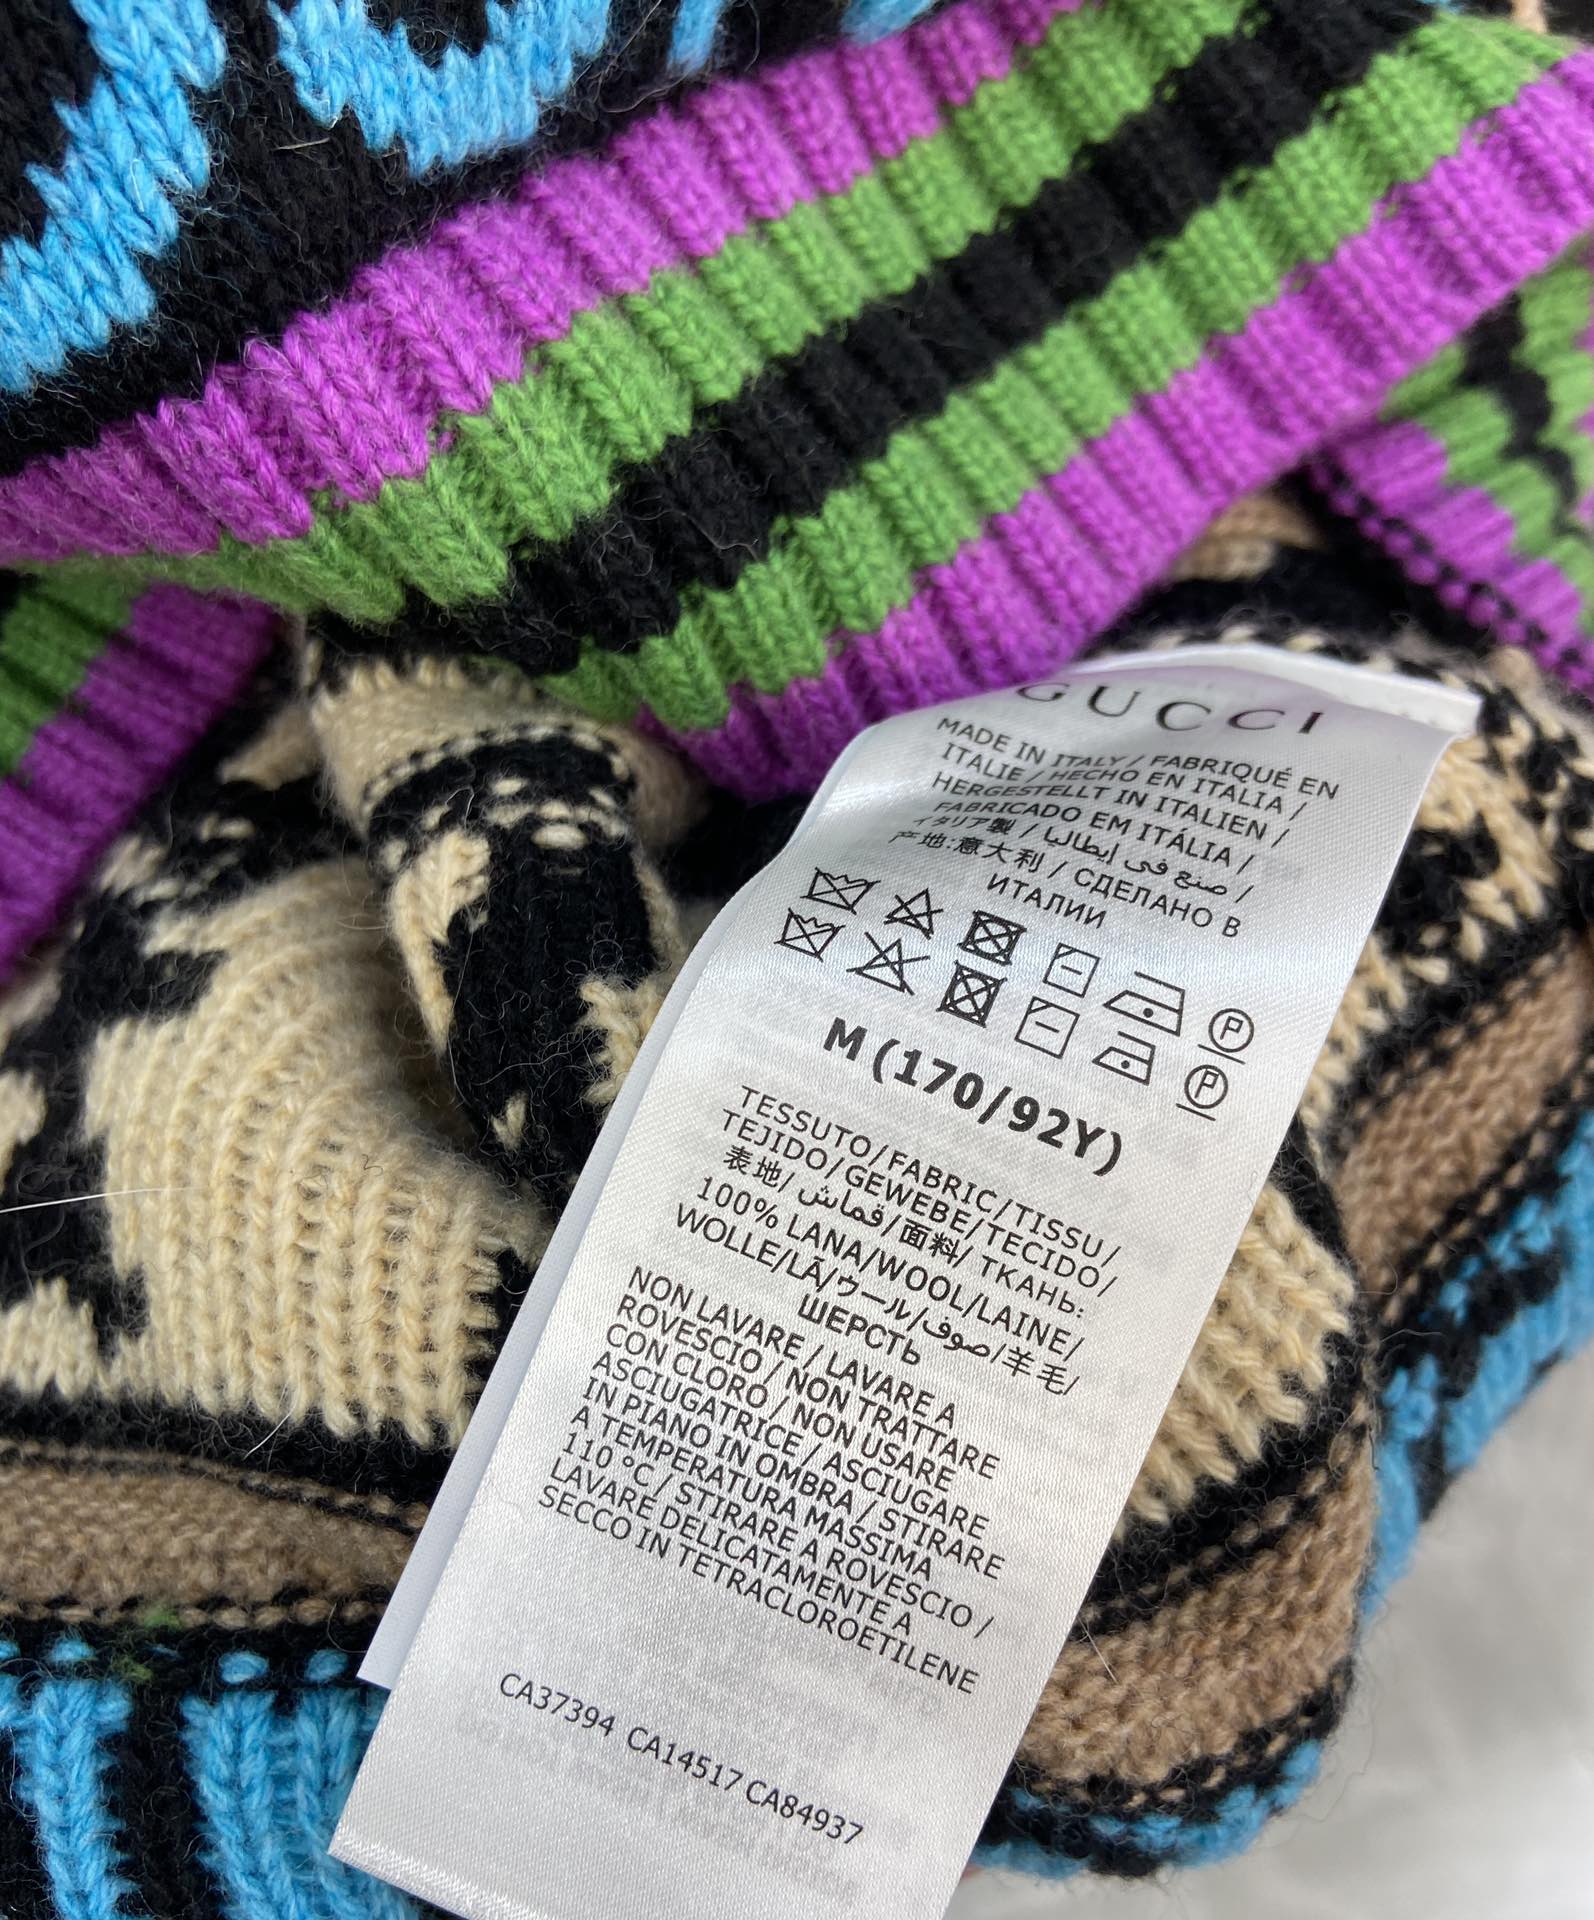 GUCCI
MADE IN ITALY / FABRIQUÉ EN
ITALIE / HECHO EN ITALIA /
HERGESTELLT IN ITALIEN /
FABRICADO EM ITÁLIA /
イタリア製 / صنع في إيطاليا /
产地:意大利 / СДЕЛАНО В
ИТАЛИИ
P
P
M (170/92Y)
TESSUTO/FABRIC/TISSU/
TEJIDO/GEWEBE/TECIDO/
表地/ قماش/面料/ ТКАНЬ:
100% LANA/WOOL/LAINE/
WOLLE/LÃ/ウール/صوف/羊毛/
ШЕРСТЬ
NON LAVARE / LAVARE A
ROVESCIO / NON TRATTARE
CON CLORO / NON USARE
ASCIUGATRICE / ASCIUGARE
IN PIANO IN OMBRA / STIRARE
A TEMPERATURA MASSIMA
110 °C / STIRARE A ROVESCIO /
LAVARE DELICATAMENTE A
SECCO IN TETRACLOROETILENE
CA37394 CA14517 CA84937